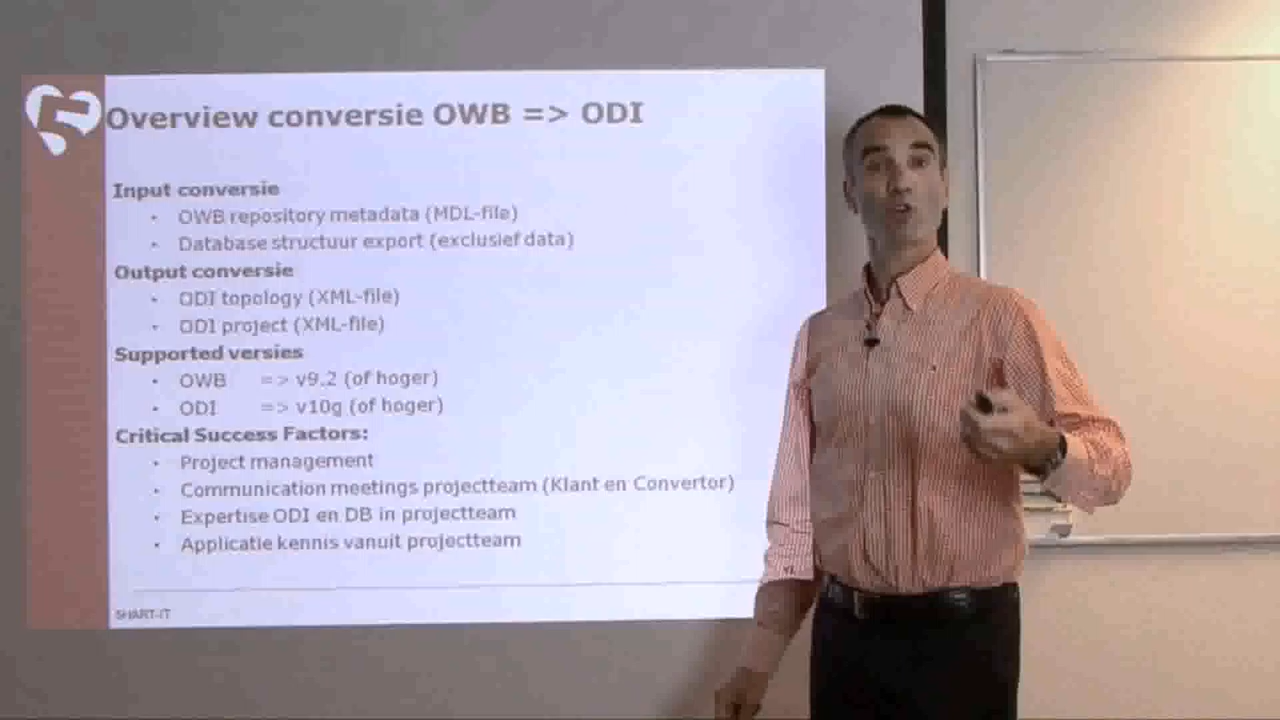 Overview conversie OWB => ODI
Input conversie
• OWB repository metadata (MDL-file)
• Database structuur export (exclusief data)
Output conversie
• ODI topology (XML-file)
• ODI project (XML-file)
Supported versies
• OWB => v9.2 (of hoger)
• ODI => v10g (of hoger)
Critical Success Factors:
• Project management
• Communication meetings projectteam (Klant en Convertor)
• Expertise ODI en DB in projectteam
• Applicatie kennis vanuit projectteam